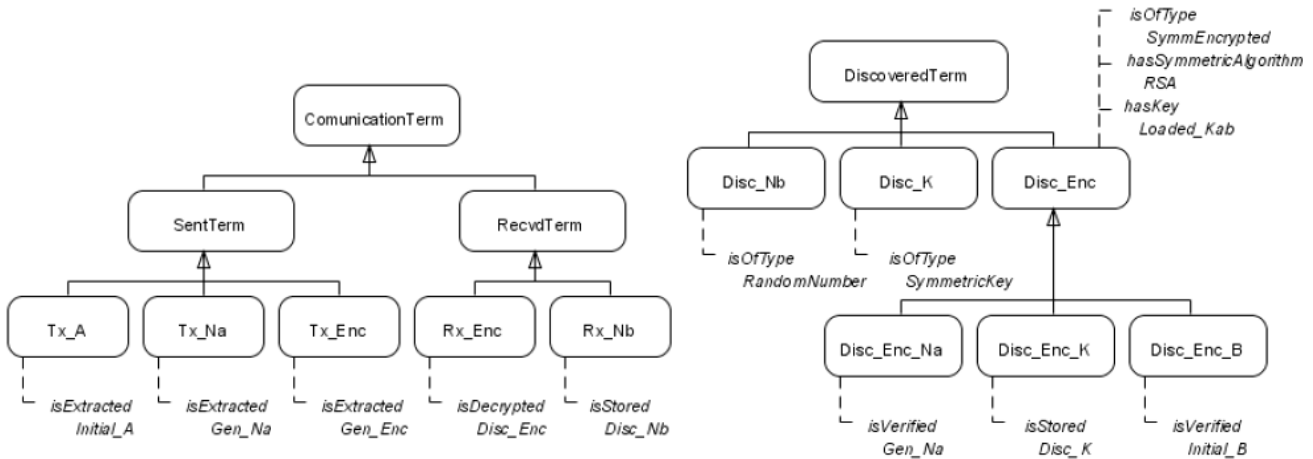 ComunicationTerm
SentTerm
RecvdTerm
Tx_A
Tx_Na
Tx_Enc
Rx_Enc
Rx_Nb
isExtracted
Initial_A
isExtracted
Gen_Na
isExtracted
Gen_Enc
isDecrypted
Disc_Enc
isStored
Disc_Nb
isOfType
SymmEncrypted
hasSymmetricAlgorithm
RSA
hasKey
Loaded_Kab
DiscoveredTerm
Disc_Nb
Disc_K
Disc_Enc
isOfType
RandomNumber
isOfType
SymmetricKey
Disc_Enc_Na
Disc_Enc_K
Disc_Enc_B
isVerified
Gen_Na
isStored
Disc_K
isVerified
Initial_B